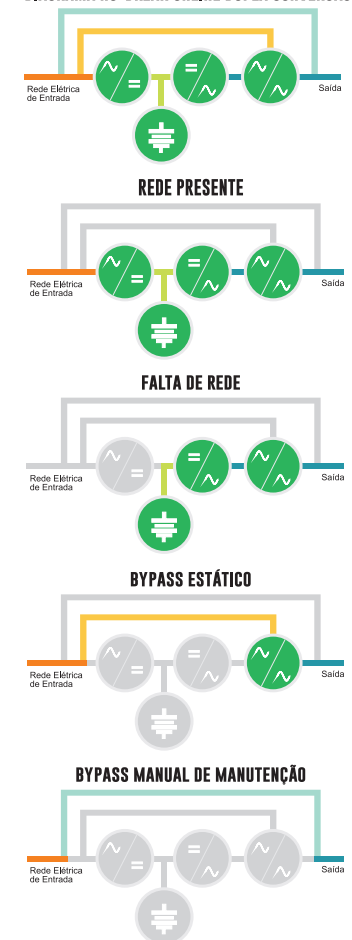 Rede Elétrica
de Entrada
Saída
REDE PRESENTE
Rede Elétrica
de Entrada
Saída
FALTA DE REDE
Rede Elétrica
de Entrada
Saída
BYPASS ESTÁTICO
Rede Elétrica
de Entrada
Saída
BYPASS MANUAL DE MANUTENÇÃO
Rede Elétrica
de Entrada
Saída